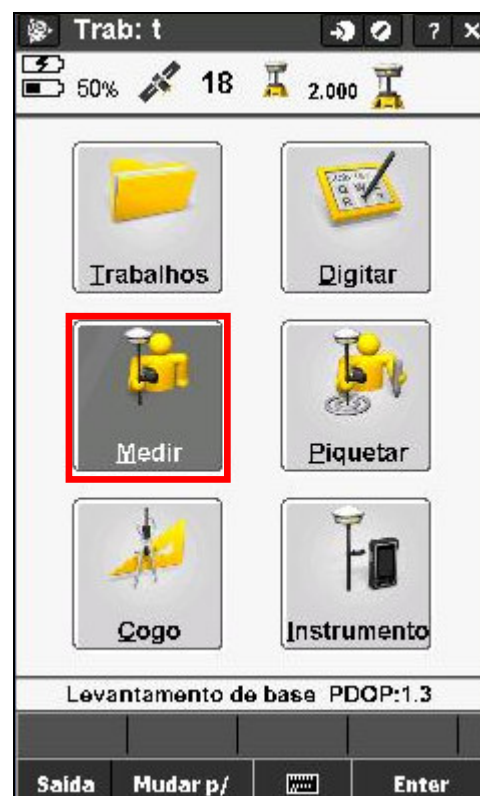 Trab: t ? X
50% 18 2.000
Trabalhos Digitar
Medir Piquetar
Cogo Instrumento
Levantamento de base PDOP:1.3
Saída Mudar p/ Enter